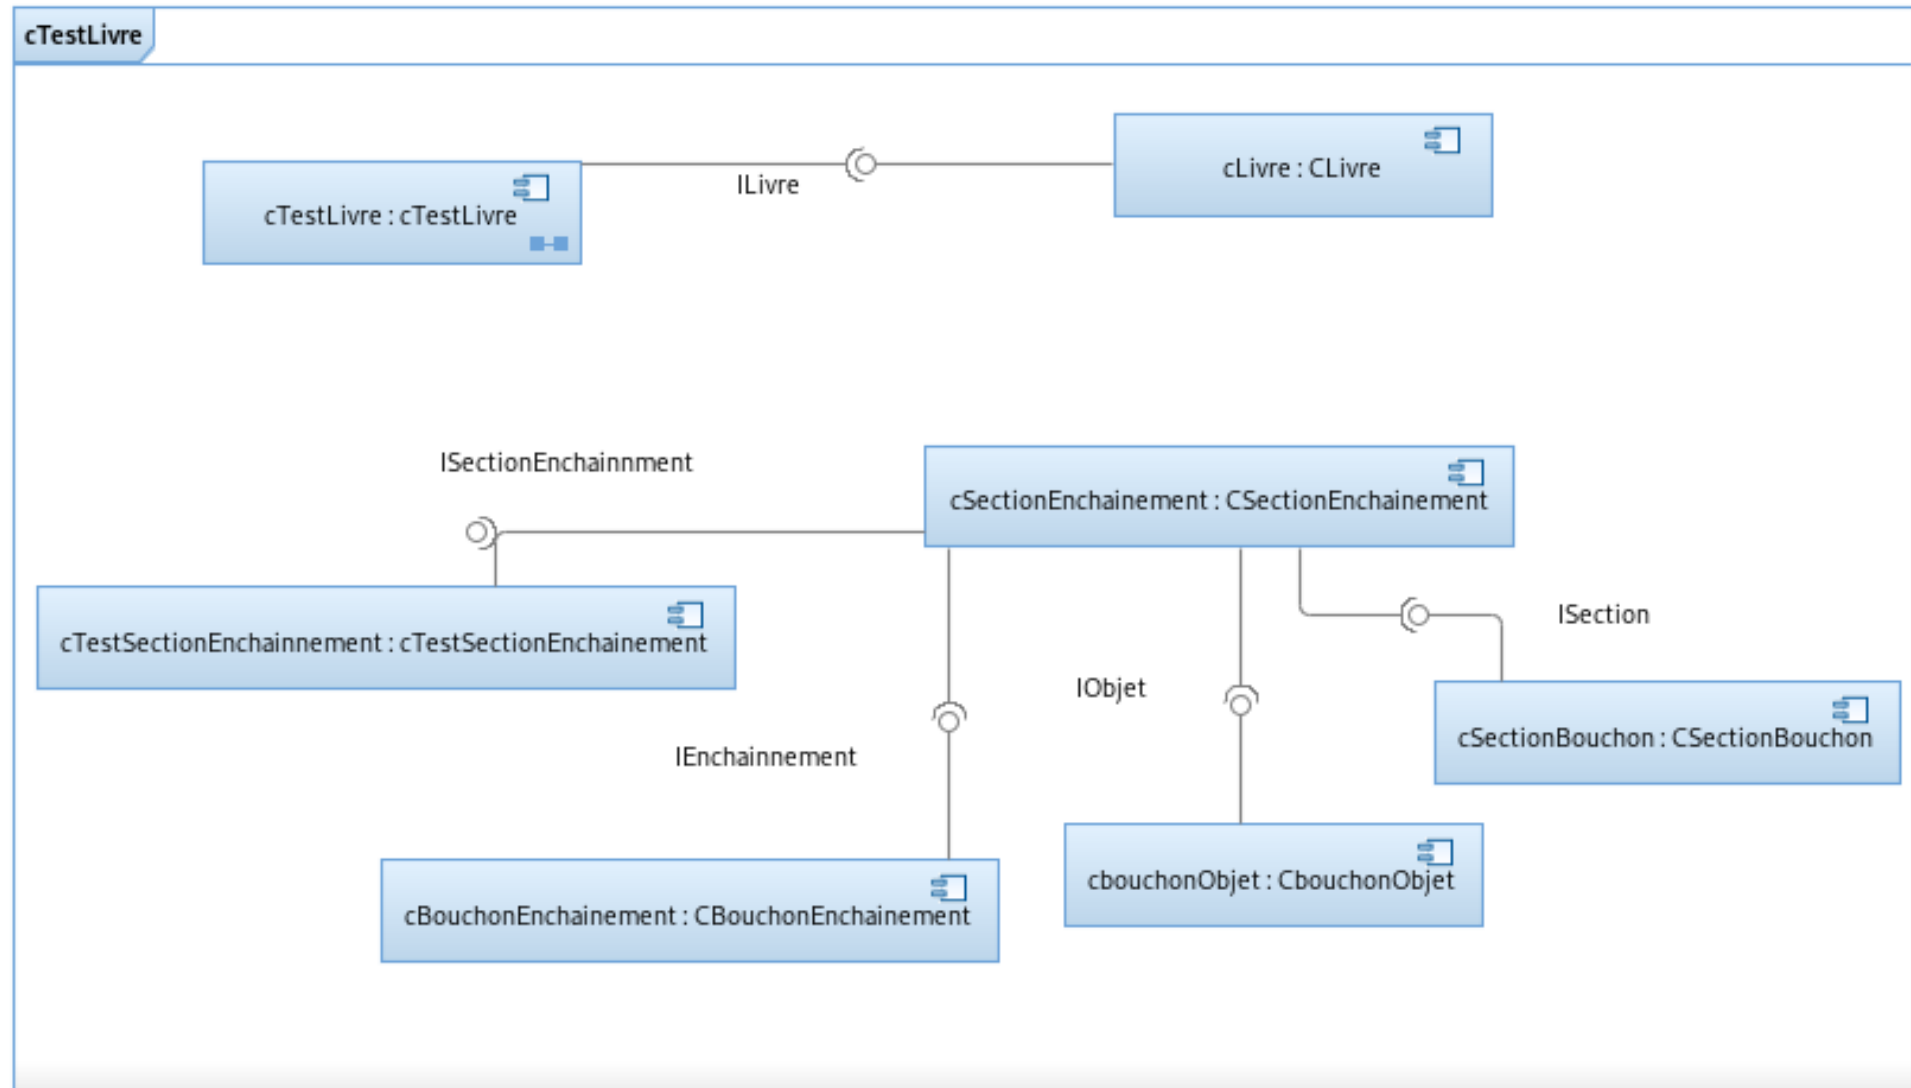 cTestLivre
cLivre : CLivre
ILivre
cTestLivre : cTestLivre
ISectionEnchainnment
cSectionEnchainement : CSectionEnchainement
ISection
cTestSectionEnchainnement : cTestSectionEnchainement
IObjet
cSectionBouchon : CSectionBouchon
IEnchainnement
cbouchonObjet : CbouchonObjet
cBouchonEnchainement : CBouchonEnchainement